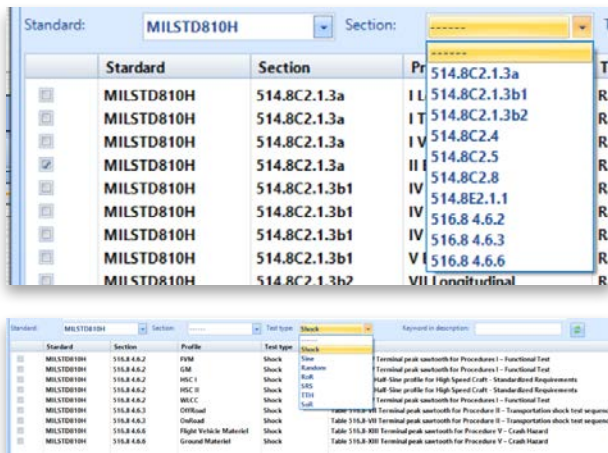 Standard: MILSTD810H Section: ------
------
Stardard Section
514.8C2.1.3a
MILSTD810H 514.8C2.1.3a I L 514.8C2.1.3b1
MILSTD810H 514.8C2.1.3a I T 514.8C2.1.3b2
MILSTD810H 514.8C2.1.3a I V 514.8C2.4
MILSTD810H 514.8C2.1.3a II 514.8C2.5
MILSTD810H 514.8C2.1.3b1 IV 514.8C2.8
MILSTD810H 514.8C2.1.3b1 IV 514.8E2.1.1
MILSTD810H 514.8C2.1.3b1 IV 516.8 4.6.2
MILSTD810H 514.8C2.1.3b1 516.8 4.6.3
516.8 4.6.6
MILSTD810H 514.8C2.1.3b2 VII Longitudinal
Standard: MILSTD810H Section: ------ Test type: Shock Keyword in description:
------
Stardard Section Profile Test type Shock
MILSTD810H 516.8 4.6.2 FVM Shock Sine Terminal peak sawtooth for Procedures I – Functional Test
MILSTD810H 516.8 4.6.2 GM Shock Random Terminal peak sawtooth for Procedures I – Functional Test
MILSTD810H 516.8 4.6.2 HSC I Shock RoR Half-Sine profile for High Speed Craft - Standardized Requirements
MILSTD810H 516.8 4.6.2 HSC II Shock SRS Half-Sine profile for High Speed Craft - Standardized Requirements
MILSTD810H 516.8 4.6.2 WLCC Shock TTH Terminal peak sawtooth for Procedures I – Functional Test
SoR
MILSTD810H 516.8 4.6.3 OffRoad Shock Table 516.8-VII Terminal peak sawtooth for Procedure II – Transportation shock test sequence
MILSTD810H 516.8 4.6.3 OnRoad Shock Table 516.8-VII Terminal peak sawtooth for Procedure II – Transportation shock test sequence
MILSTD810H 516.8 4.6.6 Flight Vehicle Materiel Shock Table 516.8-XIII Terminal peak sawtooth for Procedure V – Crash Hazard
MILSTD810H 516.8 4.6.6 Ground Materiel Shock Table 516.8-XIII Terminal peak sawtooth for Procedure V – Crash Hazard